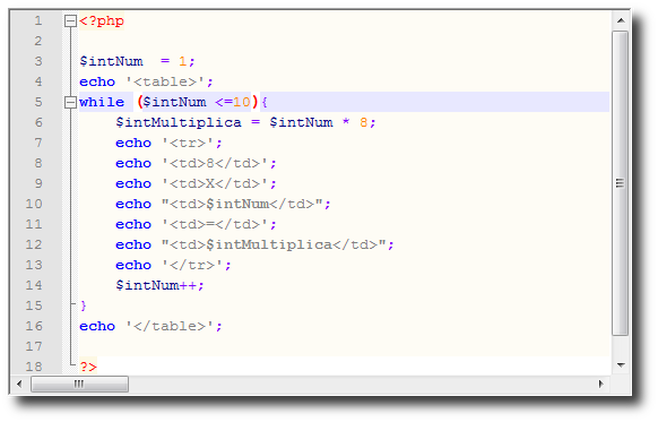 1 <?php
2
3 $intNum  = 1;
4 echo '<table>';
5 while ($intNum <=10){
6     $intMultiplica = $intNum * 8;
7     echo '<tr>';
8     echo '<td>8</td>';
9     echo '<td>X</td>';
10     echo "<td>$intNum</td>";
11     echo '<td>=</td>';
12     echo "<td>$intMultiplica</td>";
13     echo '</tr>';
14     $intNum++;
15 }
16 echo '</table>';
17
18 ?>